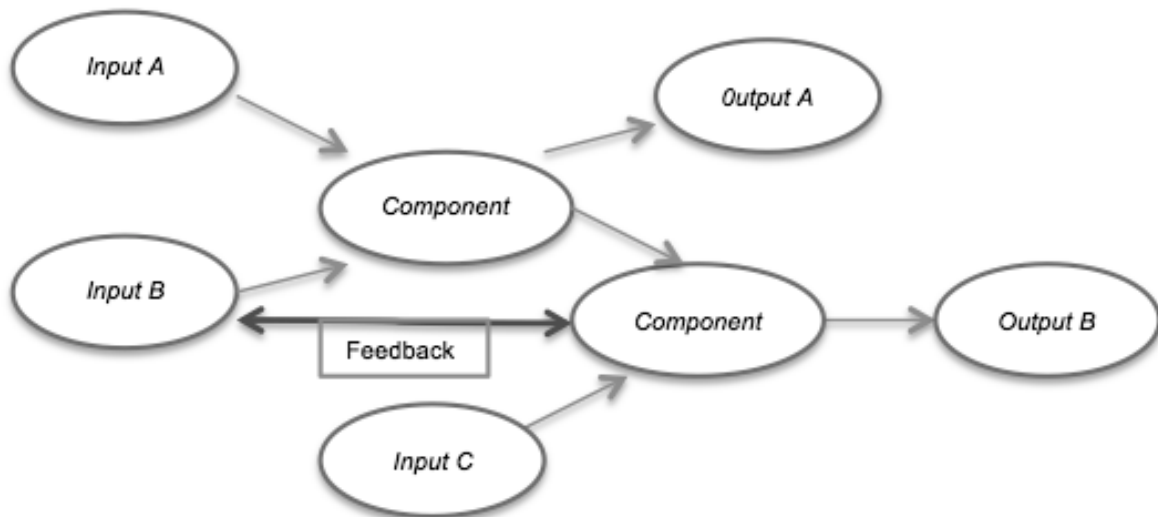 Input A
0utput A
Component
Input B
Component
Output B
Feedback
Input C